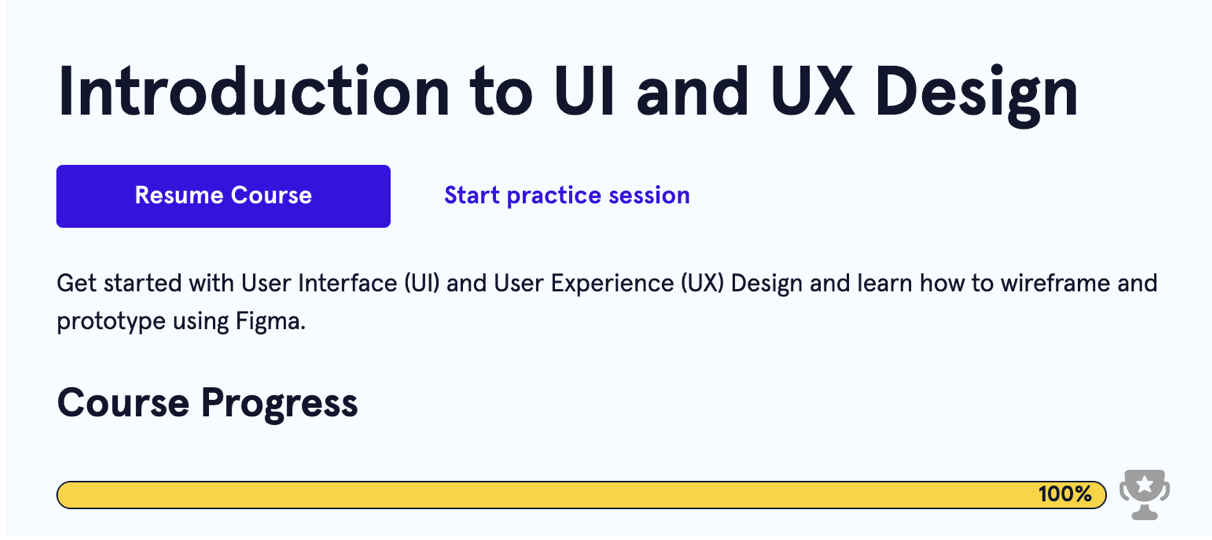 Introduction to UI and UX Design
Resume Course
Start practice session
Get started with User Interface (UI) and User Experience (UX) Design and learn how to wireframe and
prototype using Figma.
Course Progress
100%